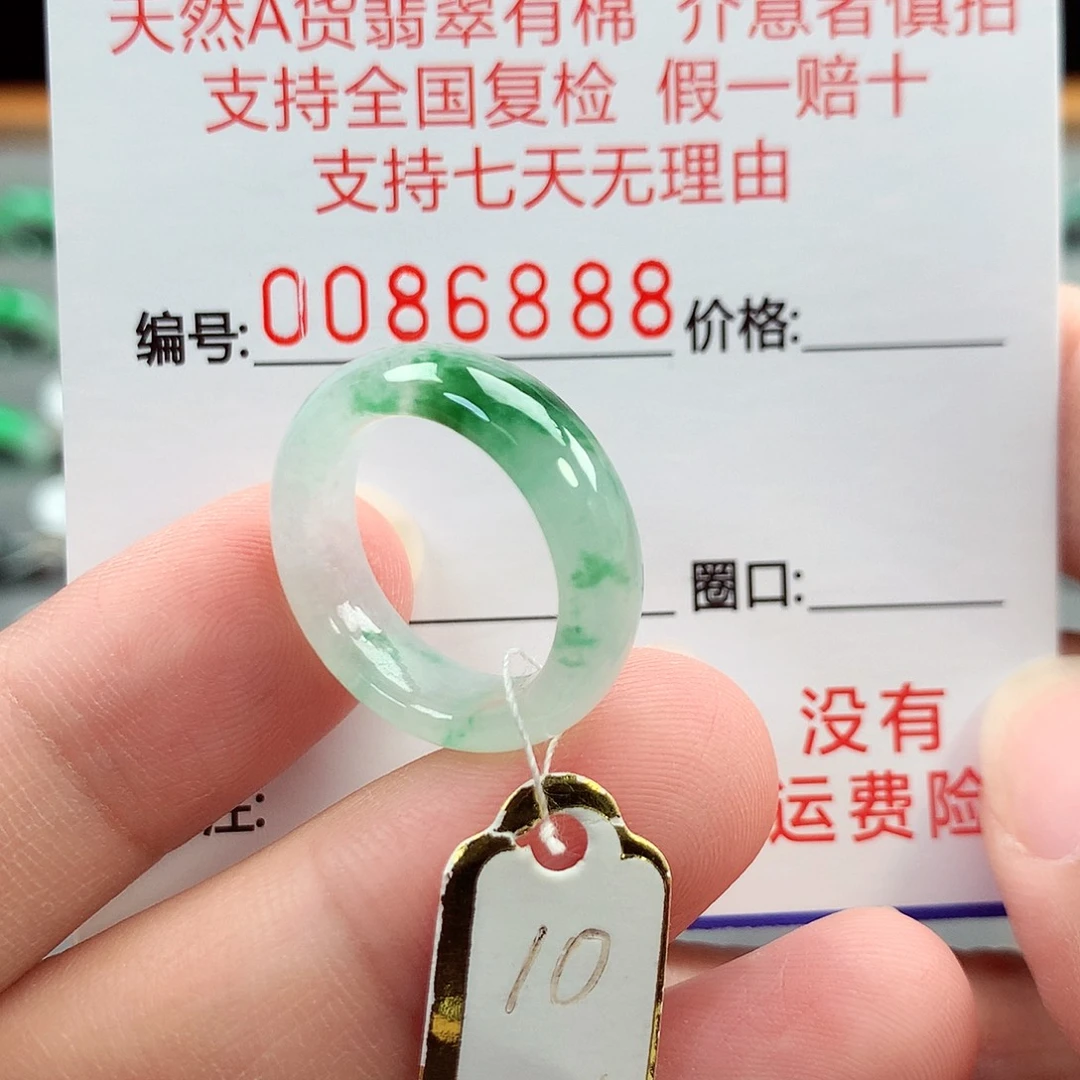 天然A货翡翠有棉 介意者慎拍
支持全国复检 假一赔十
支持七天无理由
编号: 0086888 价格:
圈口:
没有
注:
运费险
10